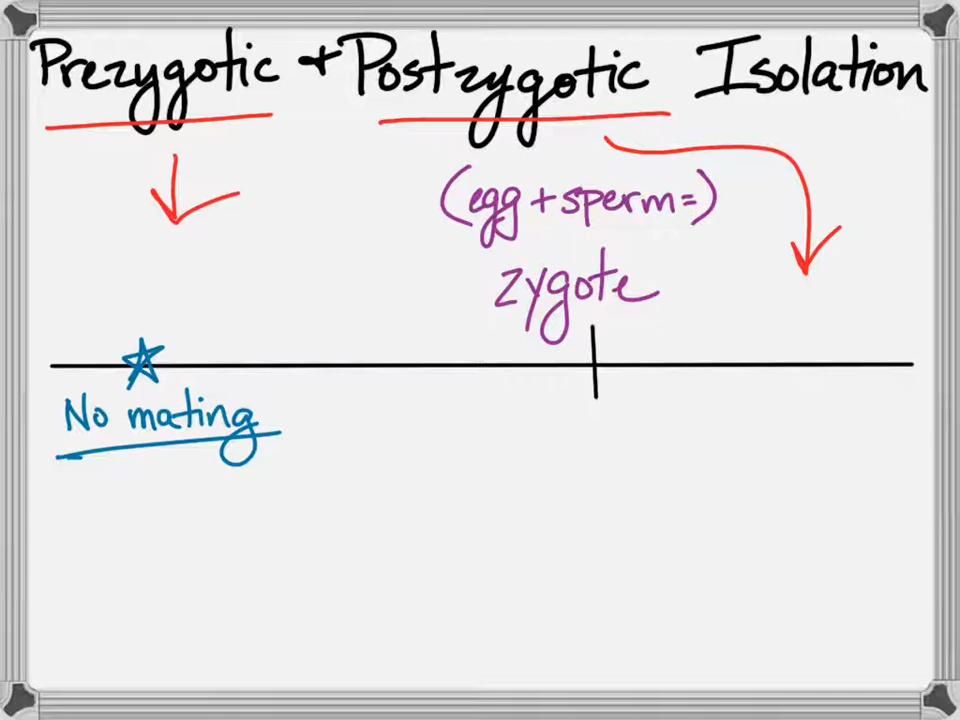 Prezygotic + Postzygotic Isolation
(egg + sperm =)
zygote
No mating